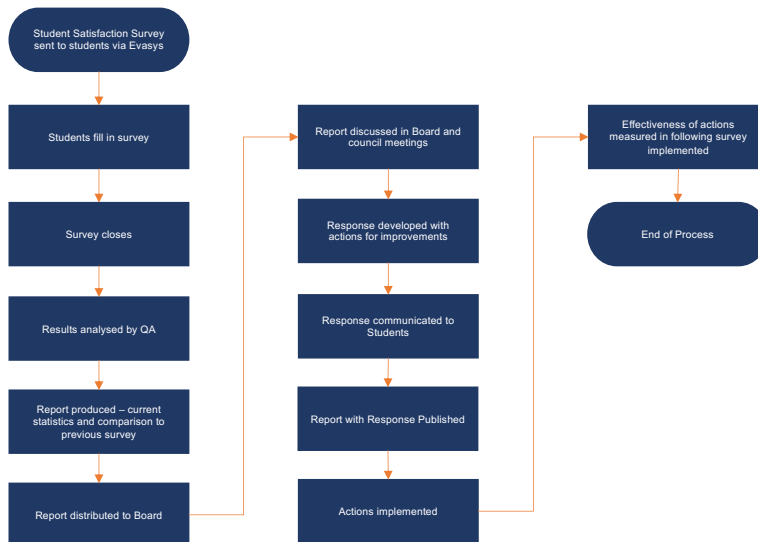 Student Satisfaction Survey
sent to students via Evasys
Students fill in survey
Survey closes
Results analysed by QA
Report produced – current
statistics and comparison to
previous survey
Report distributed to Board
Report discussed in Board and
council meetings
Response developed with
actions for improvements
Response communicated to
Students
Report with Response Published
Actions implemented
Effectiveness of actions
measured in following survey
implemented
End of Process